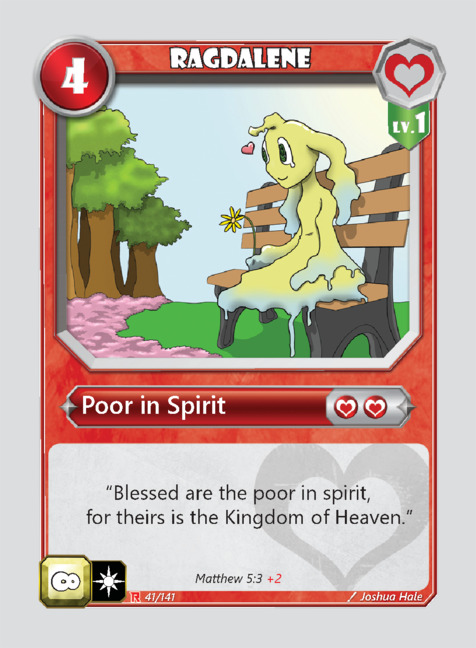 RAGDALENE
4
LV.1
Poor in Spirit
“Blessed are the poor in spirit,
for theirs is the Kingdom of Heaven.”
Matthew 5:3 +2
R 41/141
Joshua Hale